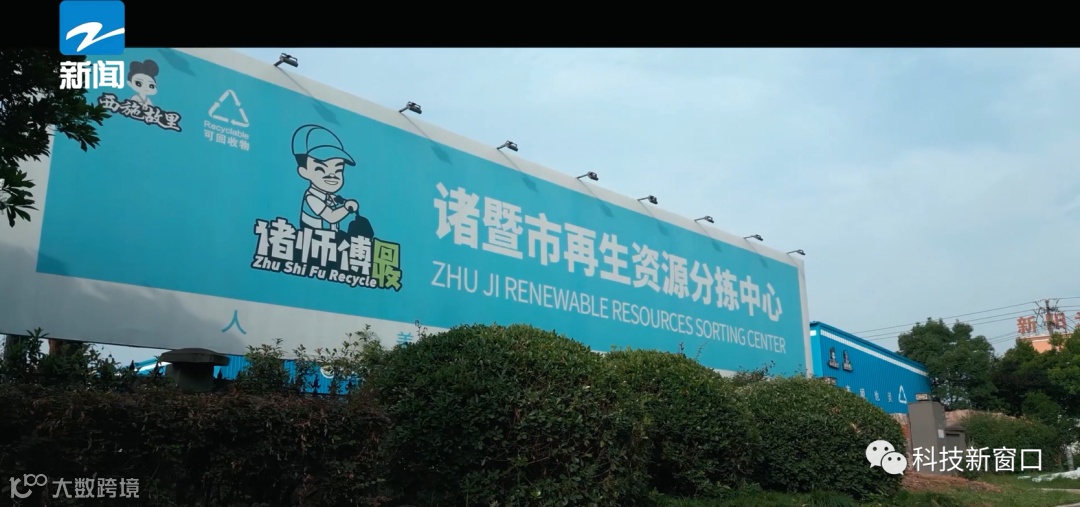 新闻
西施故里
Recyclable
可回收物
诸师傅回收
Zhu Shi Fu Recycle
诸暨市再生资源分拣中心
ZHU JI RENEWABLE RESOURCES SORTING CENTER
人
科技新窗口
大数跨境